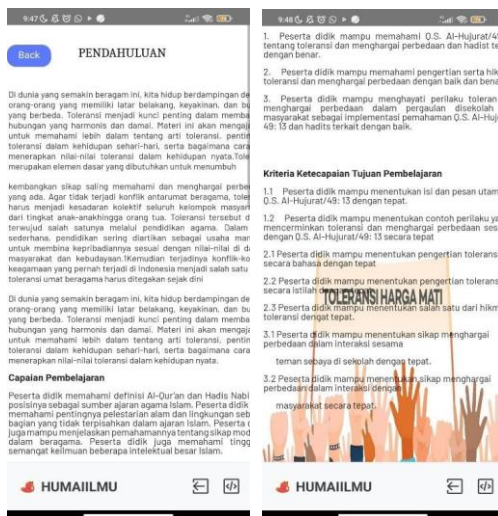 9:47
Back
PENDAHULUAN
Di dunia yang semakin beragam ini, kita hidup berdampingan de
orang-orang yang memiliki latar belakang, keyakinan, dan bu
yang berbeda. Toleransi menjadi kunci penting dalam memba
hubungan yang harmonis dan damai. Materi ini akan mengaj
untuk memahami lebih dalam tentang arti toleransi, pentin
toleransi dalam kehidupan sehari-hari, serta bagaimana cara
menerapkan nilai-nilai toleransi dalam kehidupan nyata.Tole
merupakan elemen dasar yang dibutuhkan untuk menumbuh
kembangkan sikap saling memahami dan menghargai perbe
yang ada. Agar tidak terjadi konflik antarumat beragama, toler
harus menjadi kesadaran kolektif seluruh kelompok masyar
dari tingkat anak-anakhingga orang tua. Toleransi tersebut d
terwujud salah satunya melalui pendidikan agama. Dalam
sederhana, pendidikan sering diartikan sebagai usaha man
untuk membina kepribadiannya sesuai dengan nilai-nilai di d
masyarakat dan kebudayaan.1Kemudian terjadinya konflik-ko
keagamaan yang pernah terjadi di Indonesia menjadi salah satu
toleransi umat beragama harus ditegakan sejak dini
Di dunia yang semakin beragam ini, kita hidup berdampingan de
orang-orang yang memiliki latar belakang, keyakinan, dan bu
yang berbeda. Toleransi menjadi kunci penting dalam memba
hubungan yang harmonis dan damai. Materi ini akan mengaj
untuk memahami lebih dalam tentang arti toleransi, pentin
toleransi dalam kehidupan sehari-hari, serta bagaimana cara
menerapkan nilai-nilai toleransi dalam kehidupan nyata.
Capaian Pembelajaran
Peserta didik memahami definisi Al-Qur'an dan Hadis Nabi
posisinya sebagai sumber ajaran agama Islam. Peserta didik
memahami pentingnya pelestarian alam dan lingkungan seb
bagian yang tidak terpisahkan dalam ajaran Islam. Peserta d
juga mampu menjelaskan pemahamannya tentang sikap mod
dalam beragama. Peserta didik juga memahami tingg
semangat keilmuan beberapa intelektual besar Islam.
HUMAIILMU
9:48
1. Peserta didik mampu memahami Q.S. Al-Hujurat/49
tentang toleransi dan menghargai perbedaan dan hadist te
dengan benar.
2. Peserta didik mampu memahami pengertian serta hik
toleransi dan menghargai perbedaan dengan baik dan bena
3. Peserta didik mampu menghayati perilaku toleran
menghargai perbedaan dalam pergaulan disekolah
masyarakat sebagai implementasi pemahaman Q.S. Al-Huj
49: 13 dan hadits terkait dengan baik.
Kriteria Ketecapaian Tujuan Pembelajaran
1.1 Peserta didik mampu menentukan isi dan pesan utam
Q.S. Al-Hujurat/49: 13 dengan tepat.
1.2 Peserta didik mampu menentukan contoh perilaku ya
mencerminkan toleransi dan menghargai perbedaan ses
dengan Q.S. Al-Hujurat/49: 13 secara tepat
2.1 Peserta didik mampu menentukan pengertian toleransi
secara bahasa dengan tepat
2.2 Peserta didik mampu menentukan pengertian toleransi
secara istilah dengan
TOLERANSI HARGA MATI
2.3 Peserta didik mampu menentukan salah satu dari hikm
toleransi dengat tepat.
3.1 Peserta didik mampu menentukan sikap menghargai
perbedaan dalam interaksi sesama
teman sebaya di sekolah dengan tepat.
3.2 Peserta didik mampu menentukan sikap menghargai
perbedaan dalam interaksi dengan
masyarakat secara tepat.
HUMAIILMU